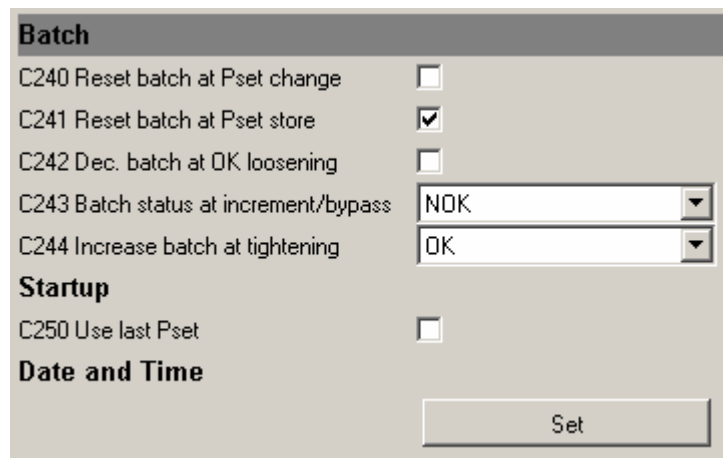 Batch
C240 Reset batch at Pset change
C241 Reset batch at Pset store
C242 Dec. batch at OK loosening
C243 Batch status at increment/bypass NOK
C244 Increase batch at tightening OK
Startup
C250 Use last Pset
Date and Time
Set